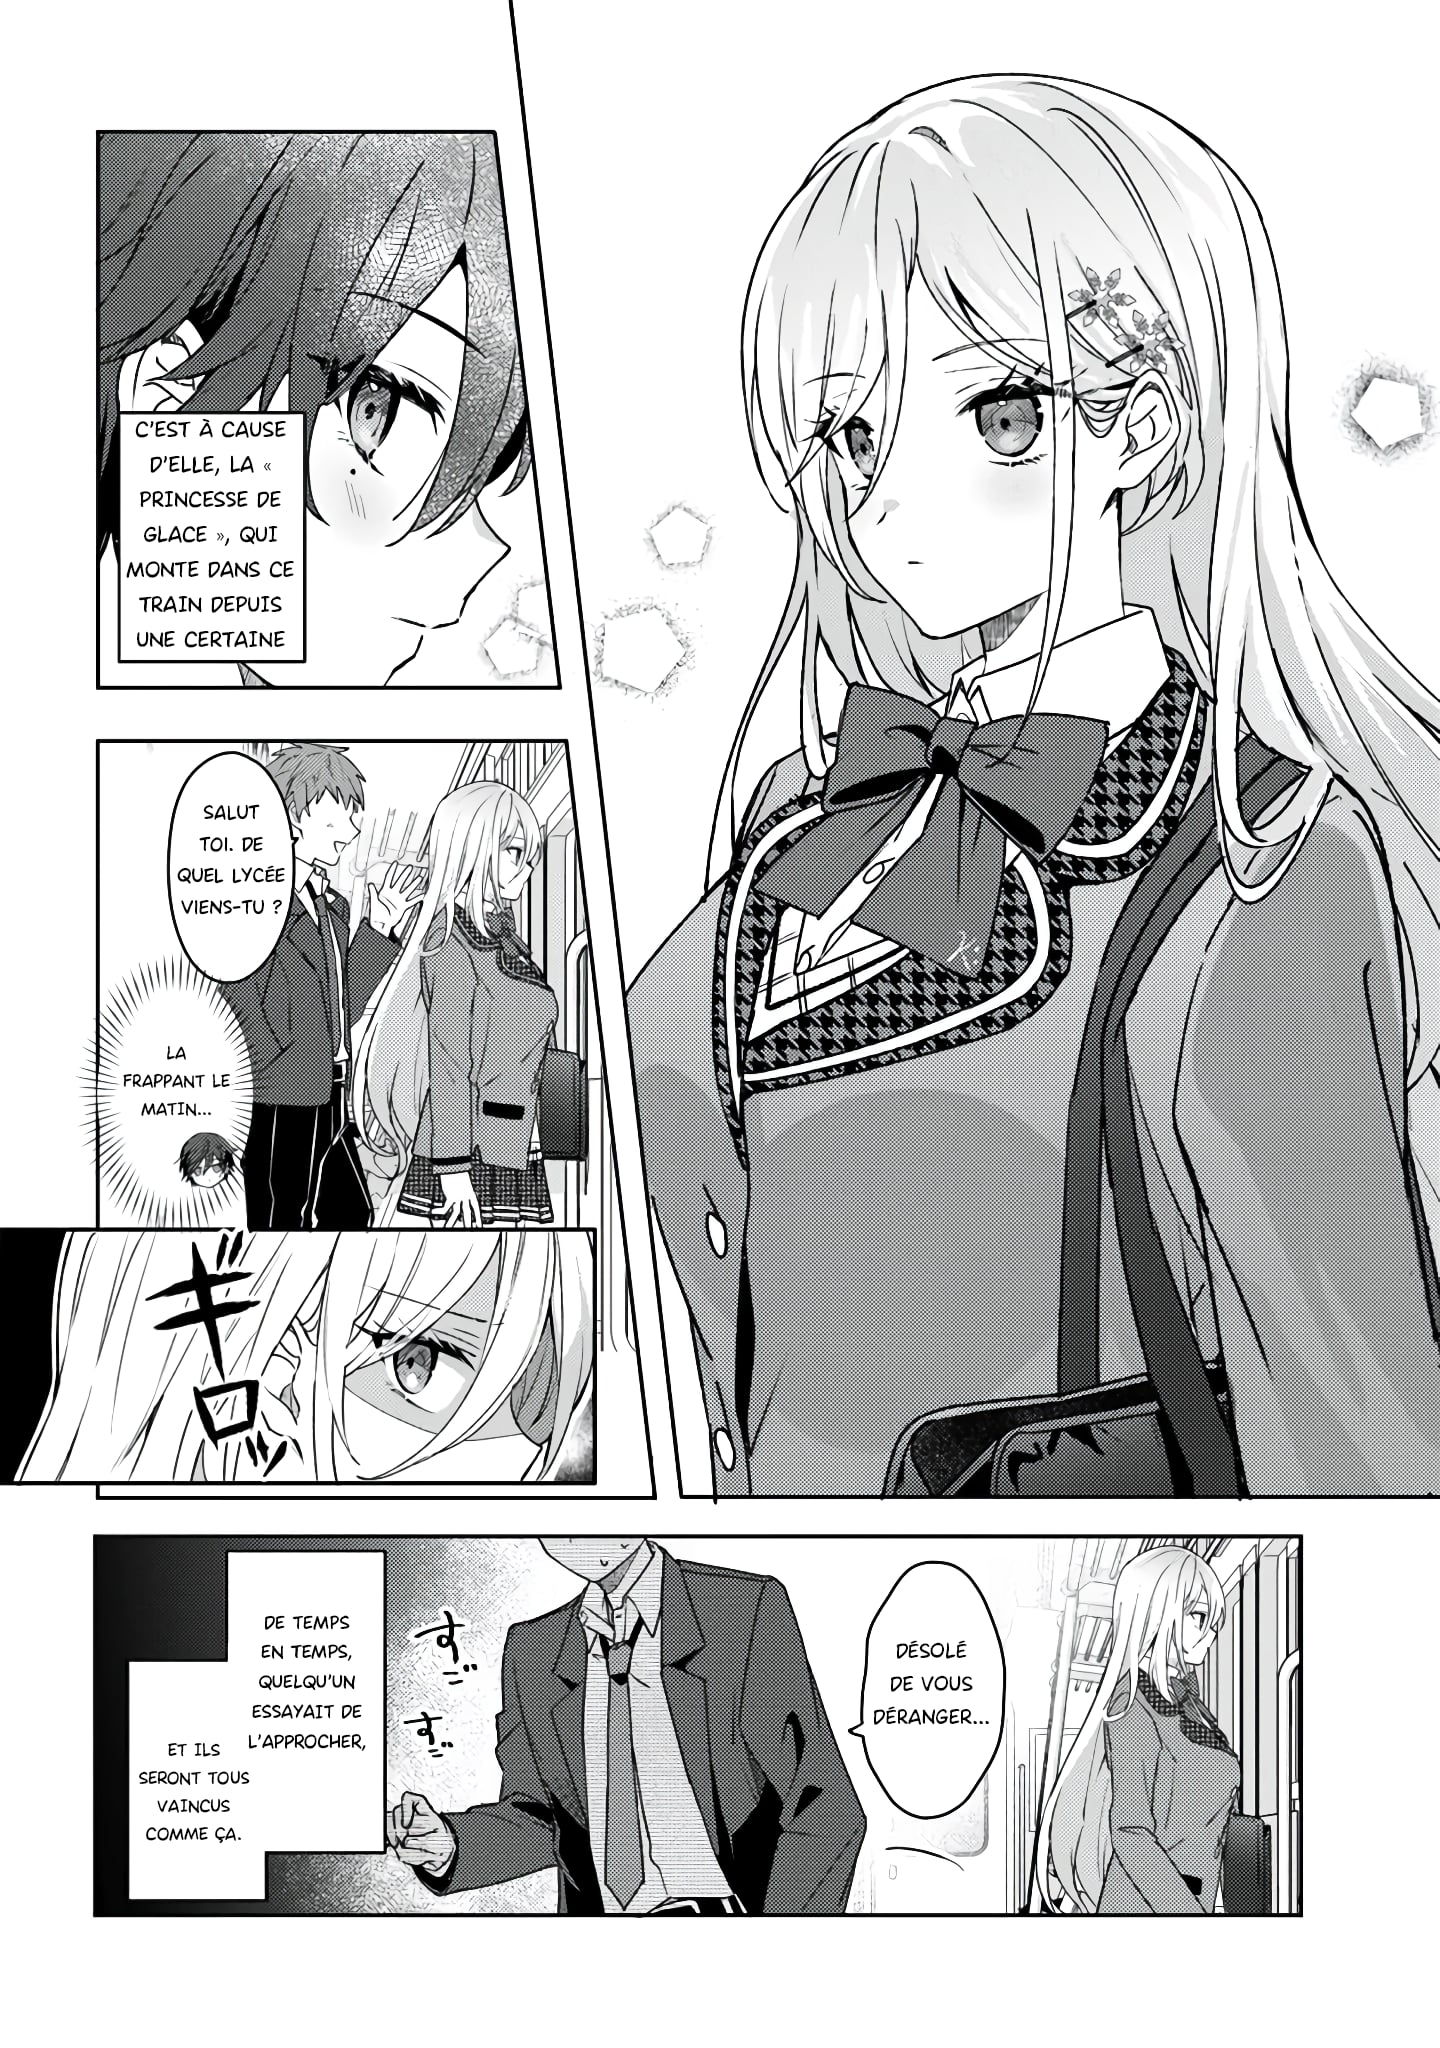 C'EST À CAUSE
D'ELLE, LA «
PRINCESSE DE
GLACE », QUI
MONTE DANS CE
TRAIN DEPUIS
UNE CERTAINE
SALUT
TOI. DE
QUEL LYCÉE
VIENS-TU ?
LA
FRAPPANT LE
MATIN...
ギロッ
DÉSOLÉ
DE VOUS
DÉRANGER...
すごっ
すごっ
DE TEMPS
EN TEMPS,
QUELQU'UN
ESSAYAIT DE
L'APPROCHER,
ET ILS
SERONT TOUS
VAINCUS
COMME ÇA.